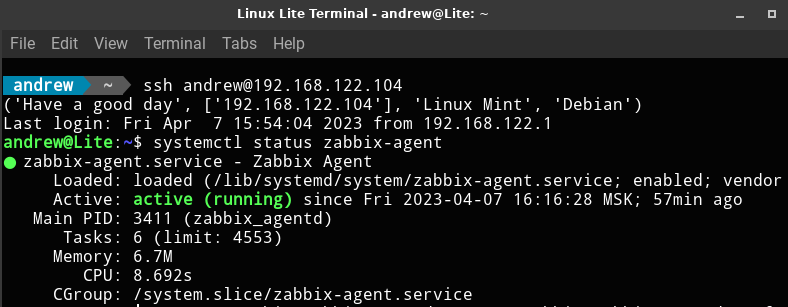 Linux Lite Terminal - andrew@Lite: ~
File Edit View Terminal Tabs Help
andrew ~ ssh andrew@192.168.122.104
('Have a good day', ['192.168.122.104'], 'Linux Mint', 'Debian')
Last login: Fri Apr  7 15:54:04 2023 from 192.168.122.1
andrew@Lite:~$ systemctl status zabbix-agent
● zabbix-agent.service - Zabbix Agent
Loaded: loaded (/lib/systemd/system/zabbix-agent.service; enabled; vendor
Active: active (running) since Fri 2023-04-07 16:16:28 MSK; 57min ago
Main PID: 3411 (zabbix_agentd)
Tasks: 6 (limit: 4553)
Memory: 6.7M
CPU: 8.692s
CGroup: /system.slice/zabbix-agent.service